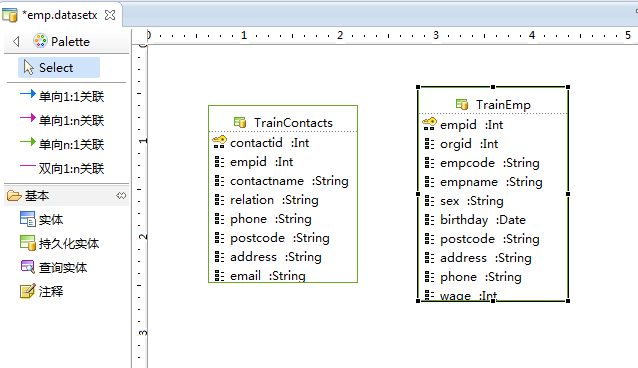 *emp.datasetx
Palette
Select
单向1:1关联
单向1:n关联
单向n:1关联
双向1:n关联
基本
实体
持久化实体
查询实体
注释
0 1 2 3 4 5
0
1
2
3
TrainContacts
contactid :Int
empid :Int
contactname :String
relation :String
phone :String
postcode :String
address :String
email :String
TrainEmp
empid :Int
orgid :Int
empcode :String
empname :String
sex :String
birthday :Date
postcode :String
address :String
phone :String
wage :Int